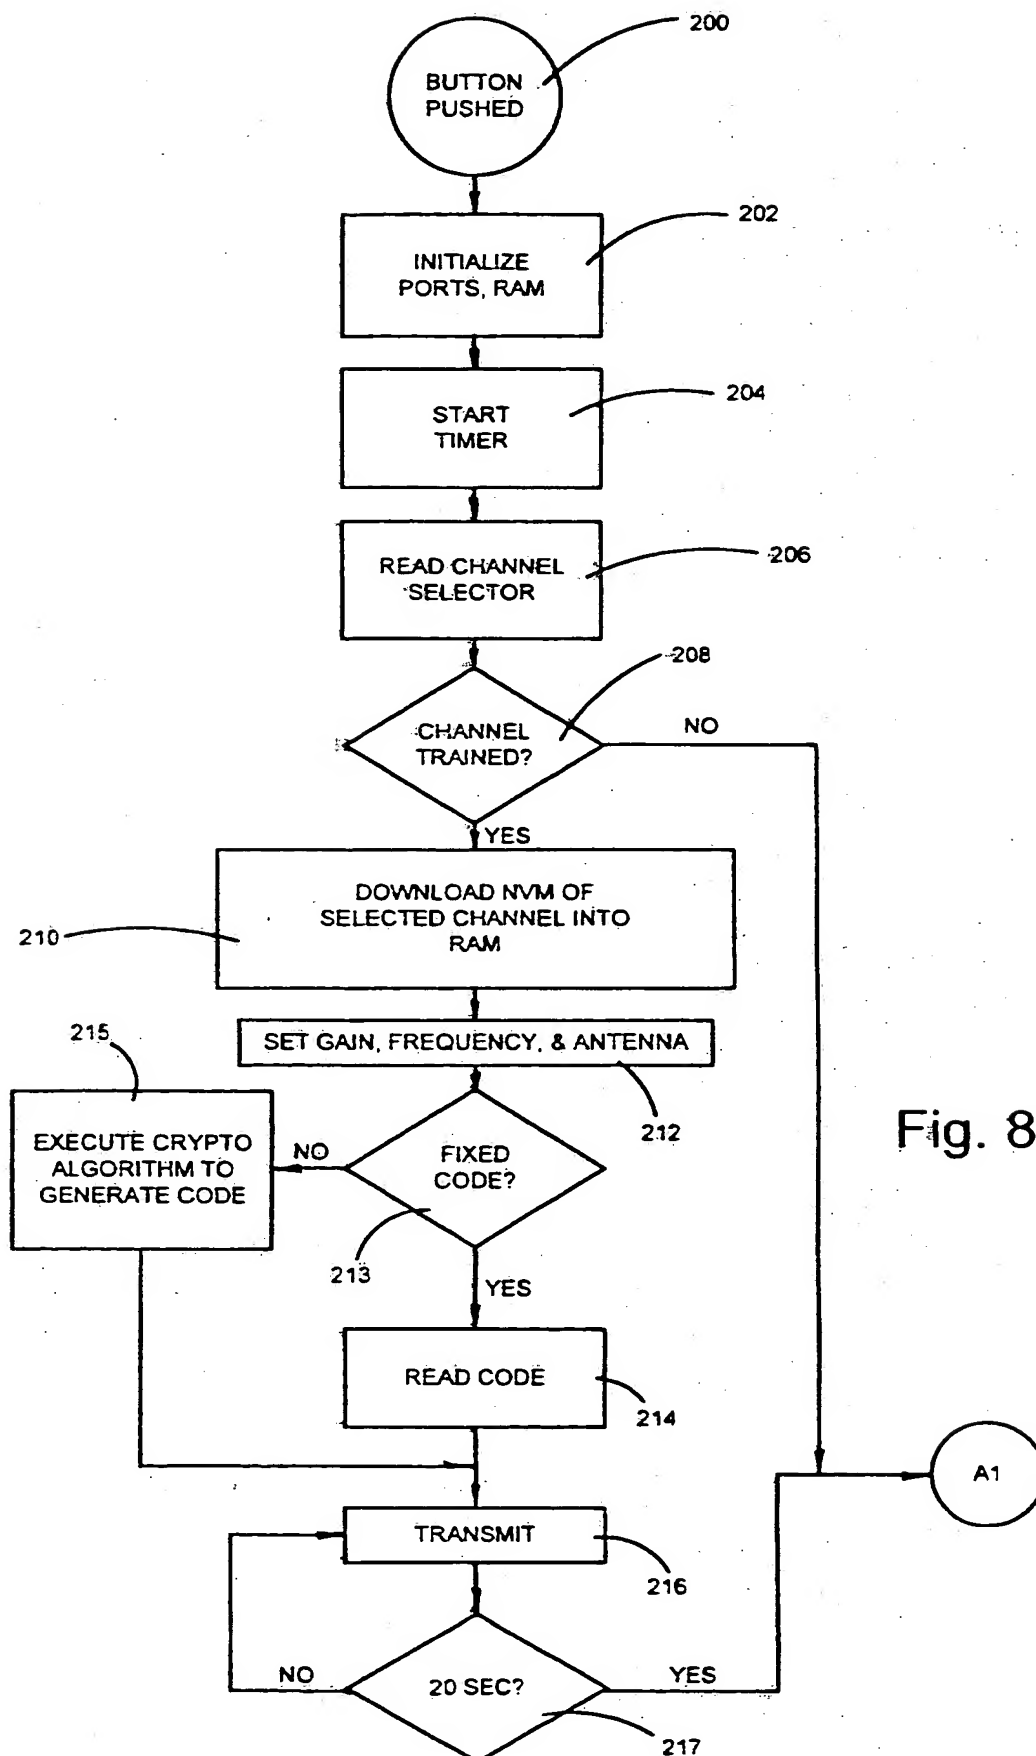 200
BUTTON
PUSHED
202
INITIALIZE
PORTS, RAM
204
START
TIMER
206
READ CHANNEL
SELECTOR
208
CHANNEL
TRAINED?
NO
YES
DOWNLOAD NVM OF
SELECTED CHANNEL INTO
RAM
210
215
SET GAIN, FREQUENCY, & ANTENNA
212
Fig. 8
EXECUTE CRYPTO
ALGORITHM TO
GENERATE CODE
NO
FIXED
CODE?
213
YES
READ CODE
214
A1
TRANSMIT
216
NO
20 SEC?
YES
217